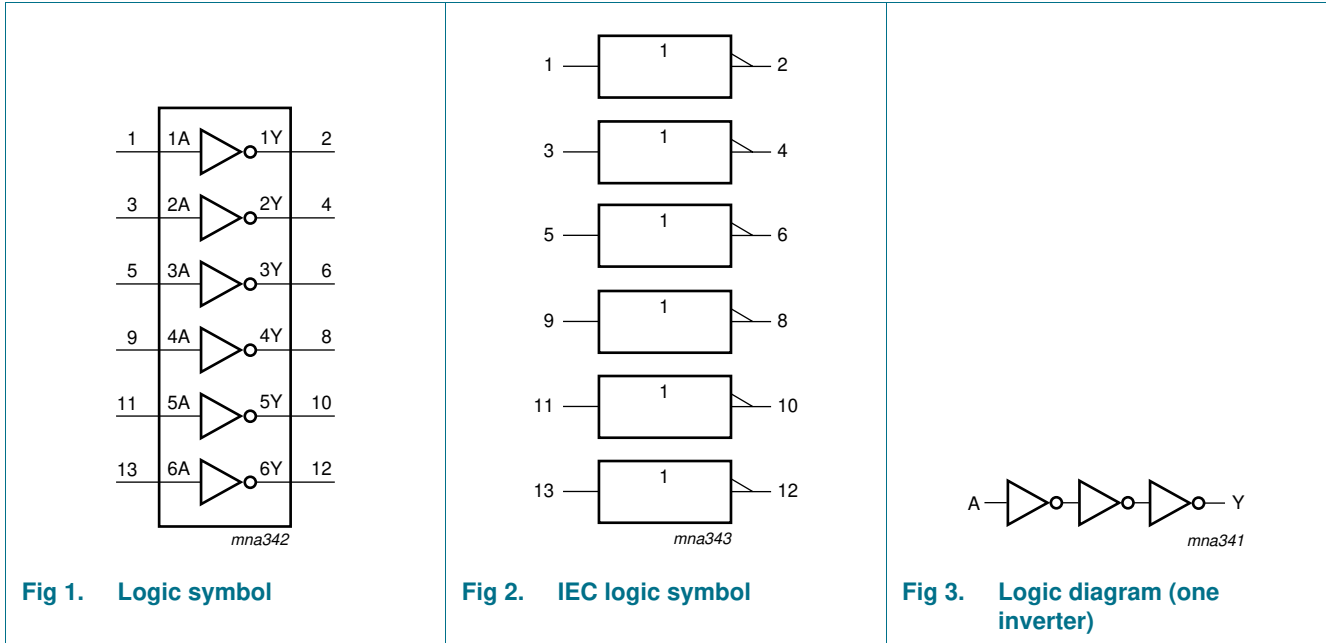 1 1A 1Y 2
3 2A 2Y 4
5 3A 3Y 6
9 4A 4Y 8
11 5A 5Y 10
13 6A 6Y 12
mna342
Fig 1. Logic symbol
1 1 2
3 1 4
5 1 6
9 1 8
11 1 10
13 1 12
mna343
Fig 2. IEC logic symbol
A Y
mna341
Fig 3. Logic diagram (one
inverter)